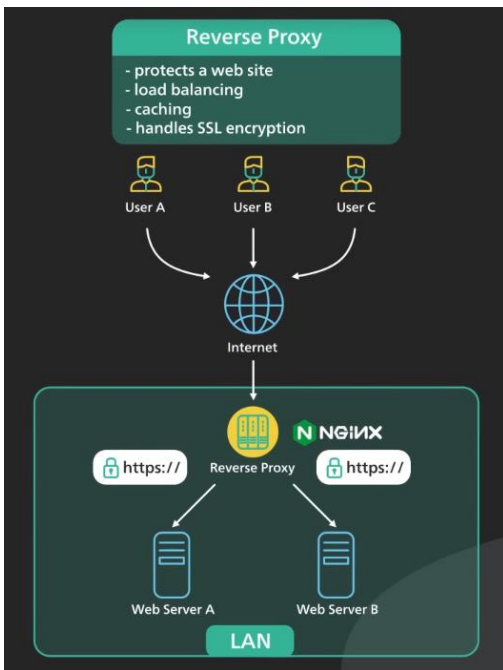 Reverse Proxy
- protects a web site
- load balancing
- caching
- handles SSL encryption
User A
User B
User C
Internet
NGINX
https://
Reverse Proxy
https://
Web Server A
Web Server B
LAN